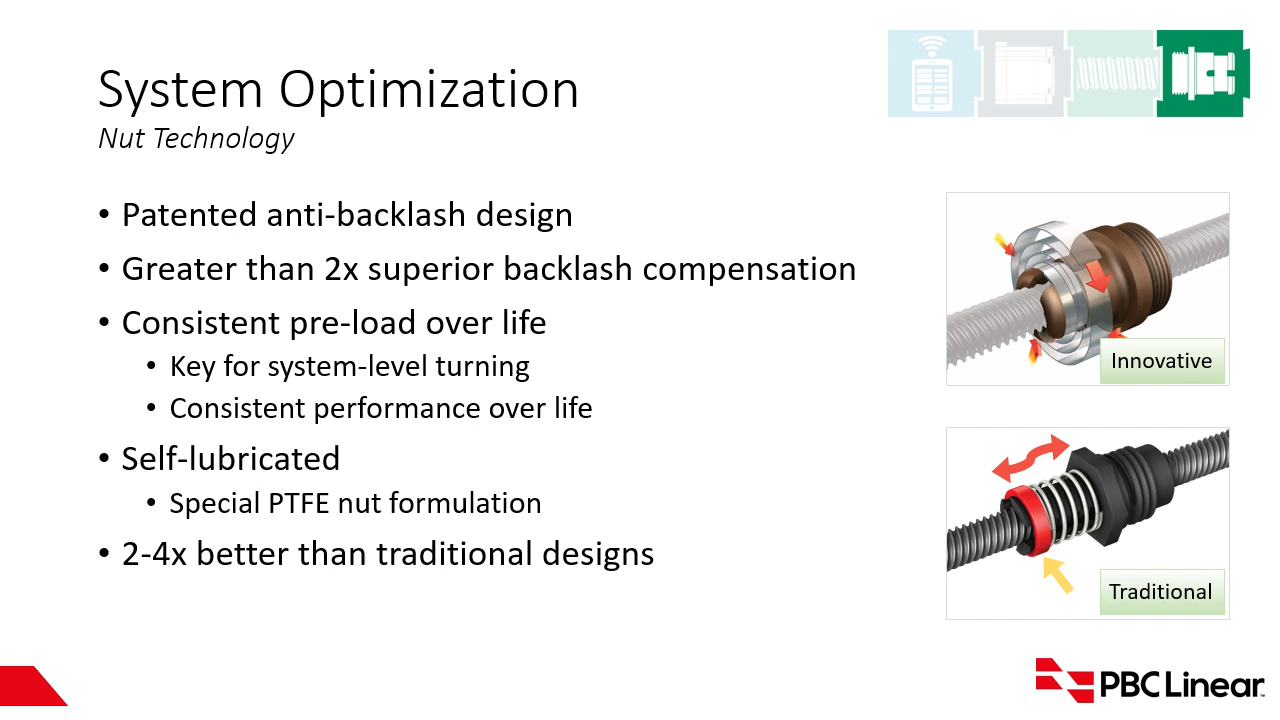 System Optimization
Nut Technology
• Patented anti-backlash design
• Greater than 2x superior backlash compensation
• Consistent pre-load over life
• Key for system-level turning
• Consistent performance over life
• Self-lubricated
• Special PTFE nut formulation
• 2-4x better than traditional designs
Innovative
Traditional
PBC Linear™